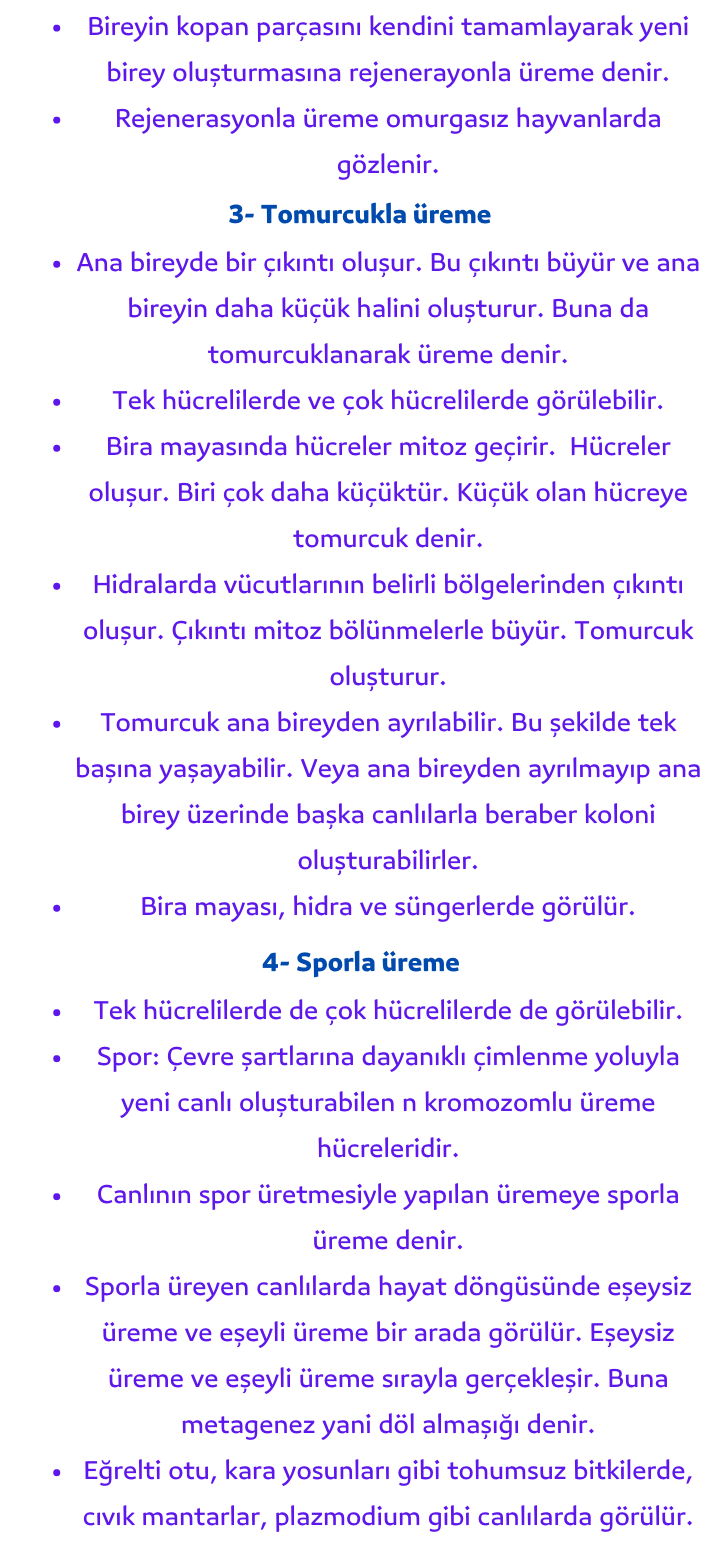 • Bireyin kopan parçasını kendini tamamlayarak yeni
birey oluşturmasına rejenerayonla üreme denir.
• Rejenerasyonla üreme omurgasız hayvanlarda
gözlenir.
3- Tomurcukla üreme
• Ana bireyde bir çıkıntı oluşur. Bu çıkıntı büyür ve ana
bireyin daha küçük halini oluşturur. Buna da
tomurcuklanarak üreme denir.
• Tek hücrelilerde ve çok hücrelilerde görülebilir.
• Bira mayasında hücreler mitoz geçirir. Hücreler
oluşur. Biri çok daha küçüktür. Küçük olan hücreye
tomurcuk denir.
• Hidralarda vücutlarının belirli bölgelerinden çıkıntı
oluşur. Çıkıntı mitoz bölünmelerle büyür. Tomurcuk
oluşturur.
• Tomurcuk ana bireyden ayrılabilir. Bu şekilde tek
başına yaşayabilir. Veya ana bireyden ayrılmayıp ana
birey üzerinde başka canlılarla beraber koloni
oluşturabilirler.
• Bira mayası, hidra ve süngerlerde görülür.
4- Sporla üreme
• Tek hücrelilerde de çok hücrelilerde de görülebilir.
• Spor: Çevre şartlarına dayanıklı çimlenme yoluyla
yeni canlı oluşturabilen n kromozomlu üreme
hücreleridir.
• Canlının spor üretmesiyle yapılan üremeye sporla
üreme denir.
• Sporla üreyen canlılarda hayat döngüsünde eşeysiz
üreme ve eşeyli üreme bir arada görülür. Eşeysiz
üreme ve eşeyli üreme sırayla gerçekleşir. Buna
metagenez yani döl almaşığı denir.
• Eğrelti otu, kara yosunları gibi tohumsuz bitkilerde,
cıvık mantarlar, plazmodium gibi canlılarda görülür.